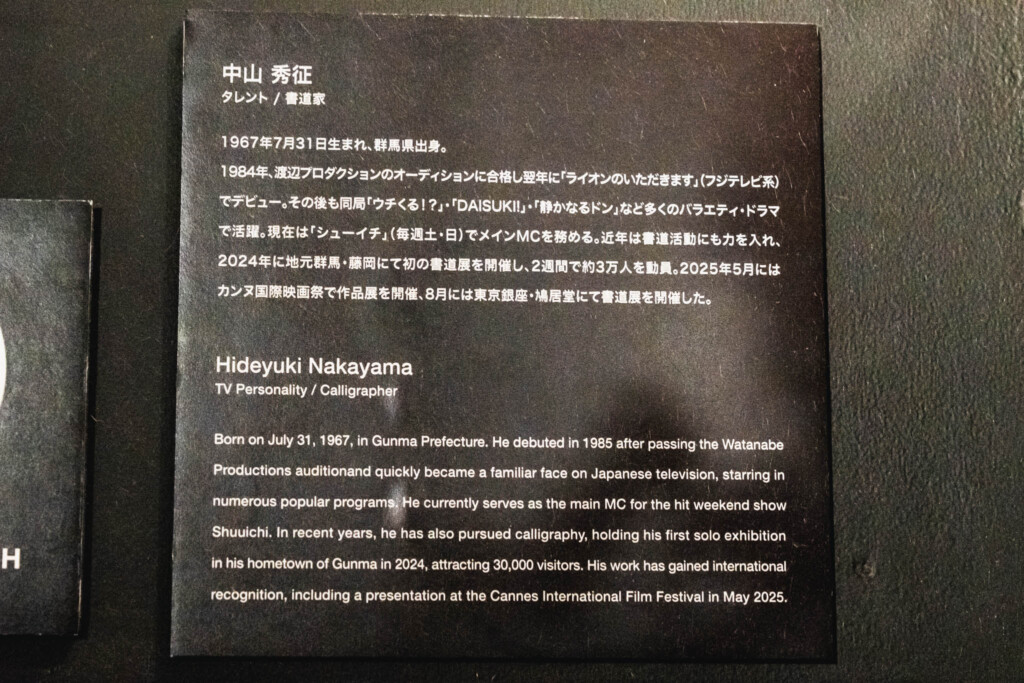 中山 秀征
タレント / 書道家
1967年7月31日生まれ、群馬県出身。
1984年、渡辺プロダクションのオーディションに合格し翌年に「ライオンのいただきます」（フジテレビ系）
でデビュー。その後も同局「ウチくる！？」・「DAISUKI!」・「静かなるドン」など多くのバラエティ・ドラマ
で活躍。現在は「シューイチ」（毎週土・日）でメインMCを務める。近年は書道活動にも力を入れ、
2024年に地元群馬・藤岡にて初の書道展を開催し、2週間で約3万人を動員。2025年5月には
カンヌ国際映画祭で作品展を開催、8月には東京銀座・鳩居堂にて書道展を開催した。
Hideyuki Nakayama
TV Personality / Calligrapher
Born on July 31, 1967, in Gunma Prefecture. He debuted in 1985 after passing the Watanabe
Productions auditionand quickly became a familiar face on Japanese television, starring in
numerous popular programs. He currently serves as the main MC for the hit weekend show
Shuuichi. In recent years, he has also pursued calligraphy, holding his first solo exhibition
in his hometown of Gunma in 2024, attracting 30,000 visitors. His work has gained international
recognition, including a presentation at the Cannes International Film Festival in May 2025.
H